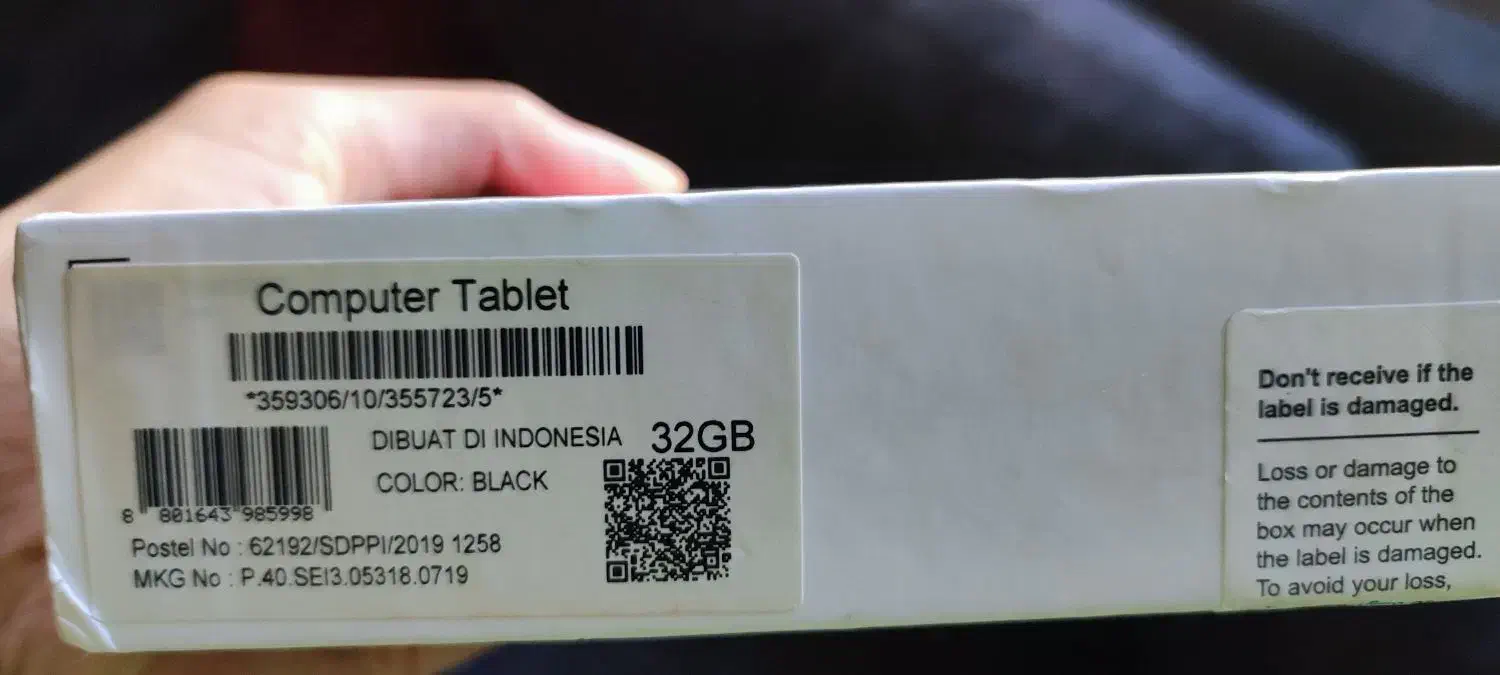 Computer Tablet
*359306/10/355723/5*
DIBUAT DI INDONESIA 32GB
COLOR: BLACK
8 801643 985998
Postel No : 62192/SDPPI/2019 1258
MKG No : P.40.SEI3.05318.0719
Don't receive if the
label is damaged.
Loss or damage to
the contents of the
box may occur when
the label is damaged.
To avoid your loss,